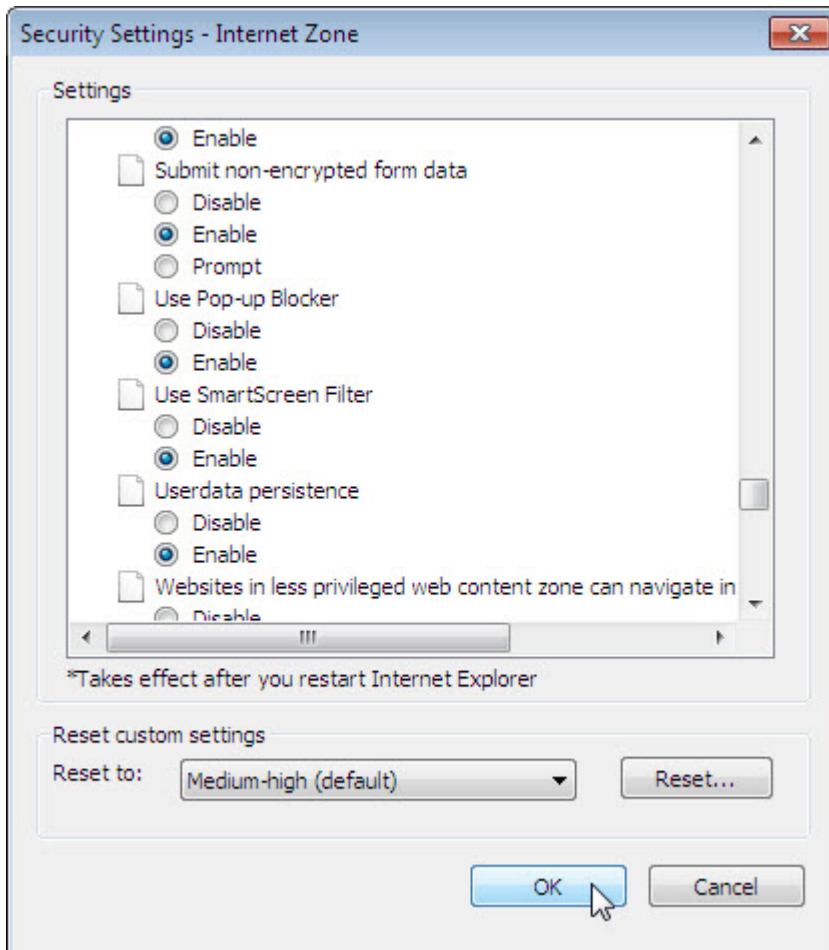 Security Settings - Internet Zone
Settings
Enable
Submit non-encrypted form data
Disable
Enable
Prompt
Use Pop-up Blocker
Disable
Enable
Use SmartScreen Filter
Disable
Enable
Userdata persistence
Disable
Enable
Websites in less privileged web content zone can navigate in
Disable
*Takes effect after you restart Internet Explorer
Reset custom settings
Reset to: Medium-high (default) Reset...
OK Cancel